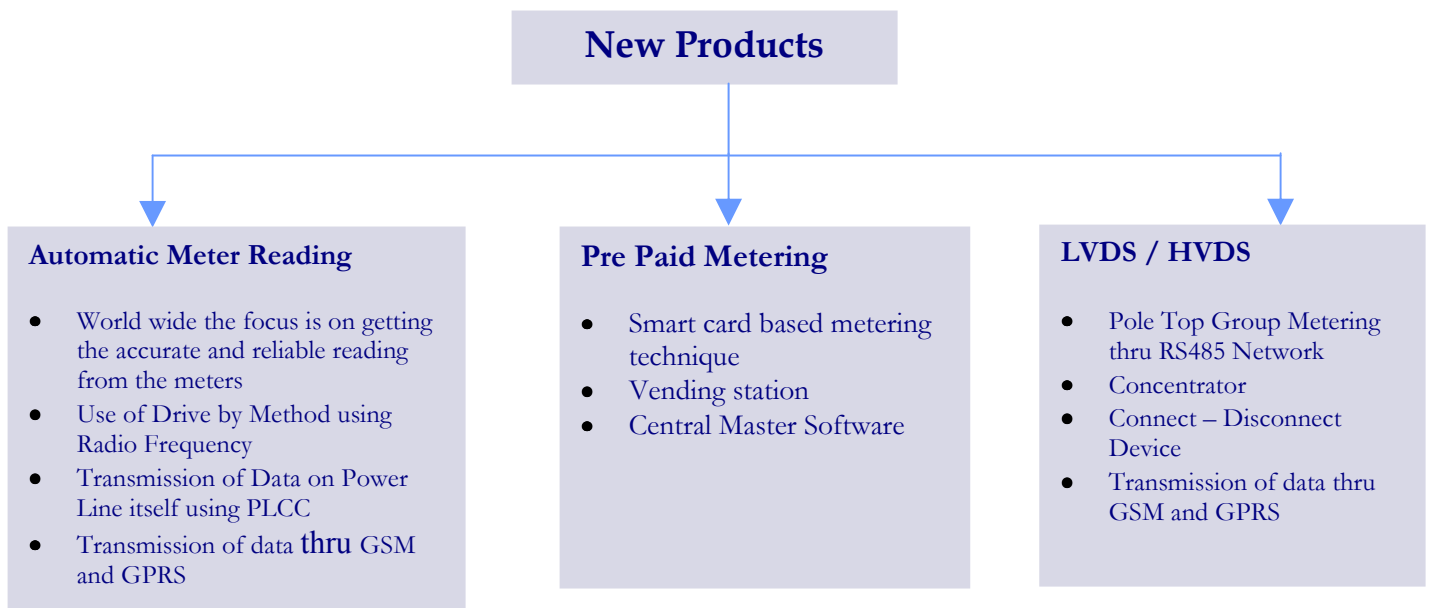 New Products
Automatic Meter Reading
• World wide the focus is on getting
the accurate and reliable reading
from the meters
• Use of Drive by Method using
Radio Frequency
• Transmission of Data on Power
Line itself using PLCC
• Transmission of data thru GSM
and GPRS
Pre Paid Metering
• Smart card based metering
technique
• Vending station
• Central Master Software
LVDS / HVDS
• Pole Top Group Metering
thru RS485 Network
• Concentrator
• Connect – Disconnect
Device
• Transmission of data thru
GSM and GPRS